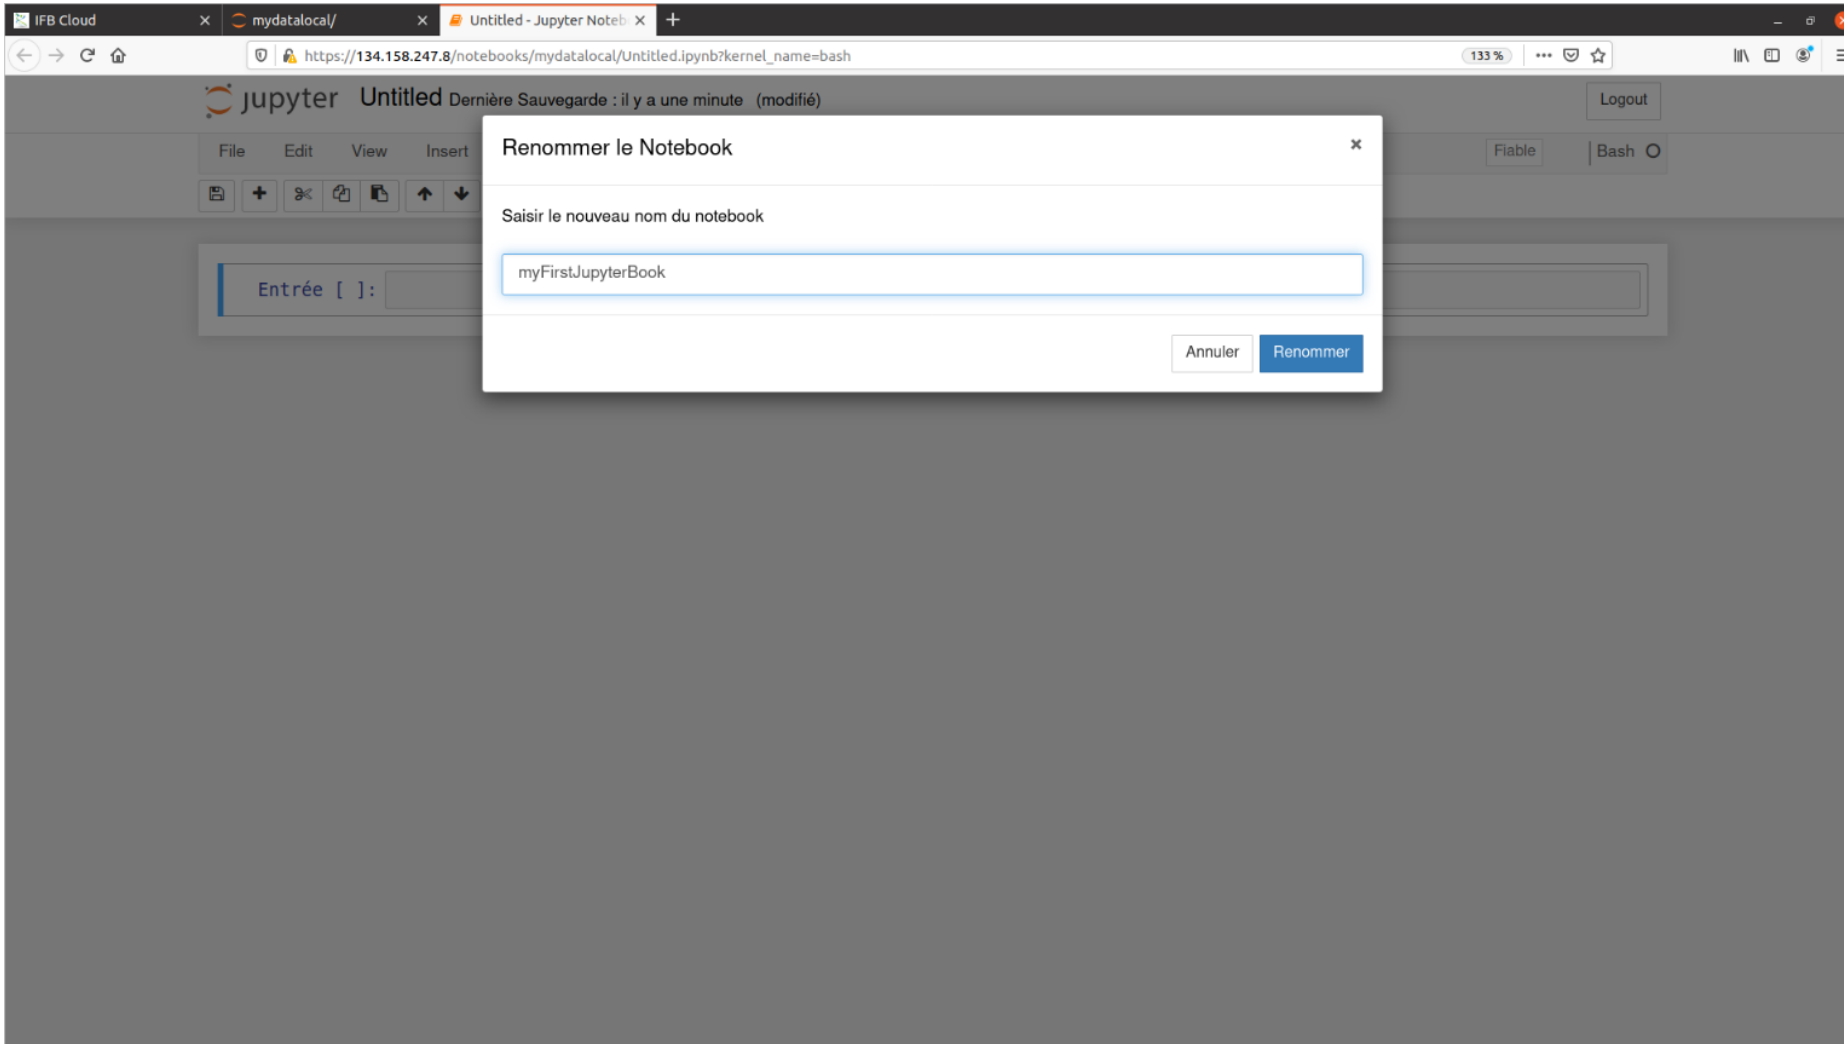 IFB Cloud mydatalocal/ Untitled - Jupyter Noteb
https://134.158.247.8/notebooks/mydatalocal/Untitled.ipynb?kernel_name=bash 133 %
jupyter Untitled Dernière Sauvegarde : il y a une minute (modifié) Logout
File Edit View Insert Fiable Bash
Renommer le Notebook
Saisir le nouveau nom du notebook
myFirstJupyterBook
Entrée [ ]:
Annuler Renommer